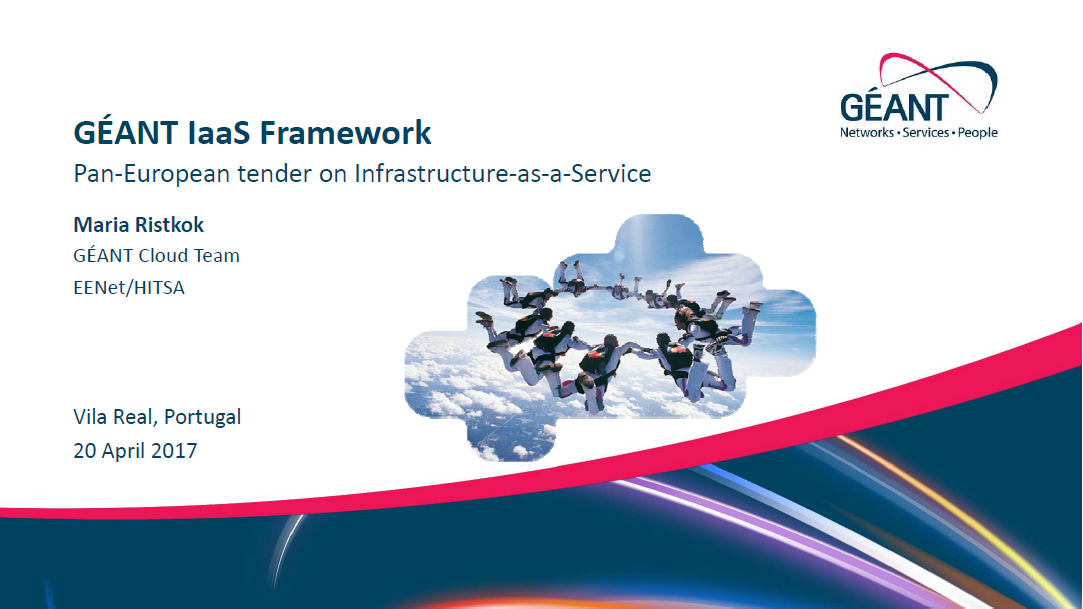 GÉANT
Networks • Services • People
GÉANT IaaS Framework
Pan-European tender on Infrastructure-as-a-Service
Maria Ristkok
GÉANT Cloud Team
EENet/HITSA
Vila Real, Portugal
20 April 2017